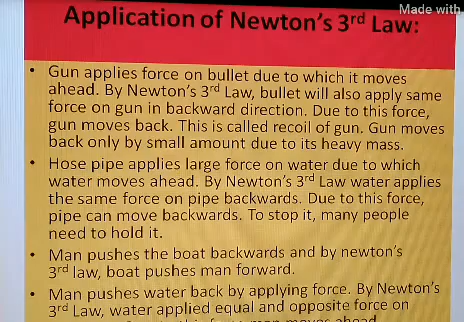 Made with
Application of Newton's 3rd Law:
• Gun applies force on bullet due to which it moves
ahead. By Newton's 3rd Law, bullet will also apply same
force on gun in backward direction. Due to this force,
gun moves back. This is called recoil of gun. Gun moves
back only by small amount due to its heavy mass.
• Hose pipe applies large force on water due to which
water moves ahead. By Newton's 3rd Law water applies
the same force on pipe backwards. Due to this force,
pipe can move backwards. To stop it, many people
need to hold it.
• Man pushes the boat backwards and by newton's
3rd law, boat pushes man forward.
• Man pushes water back by applying force. By Newton's
3rd Law, water applied equal and opposite force on